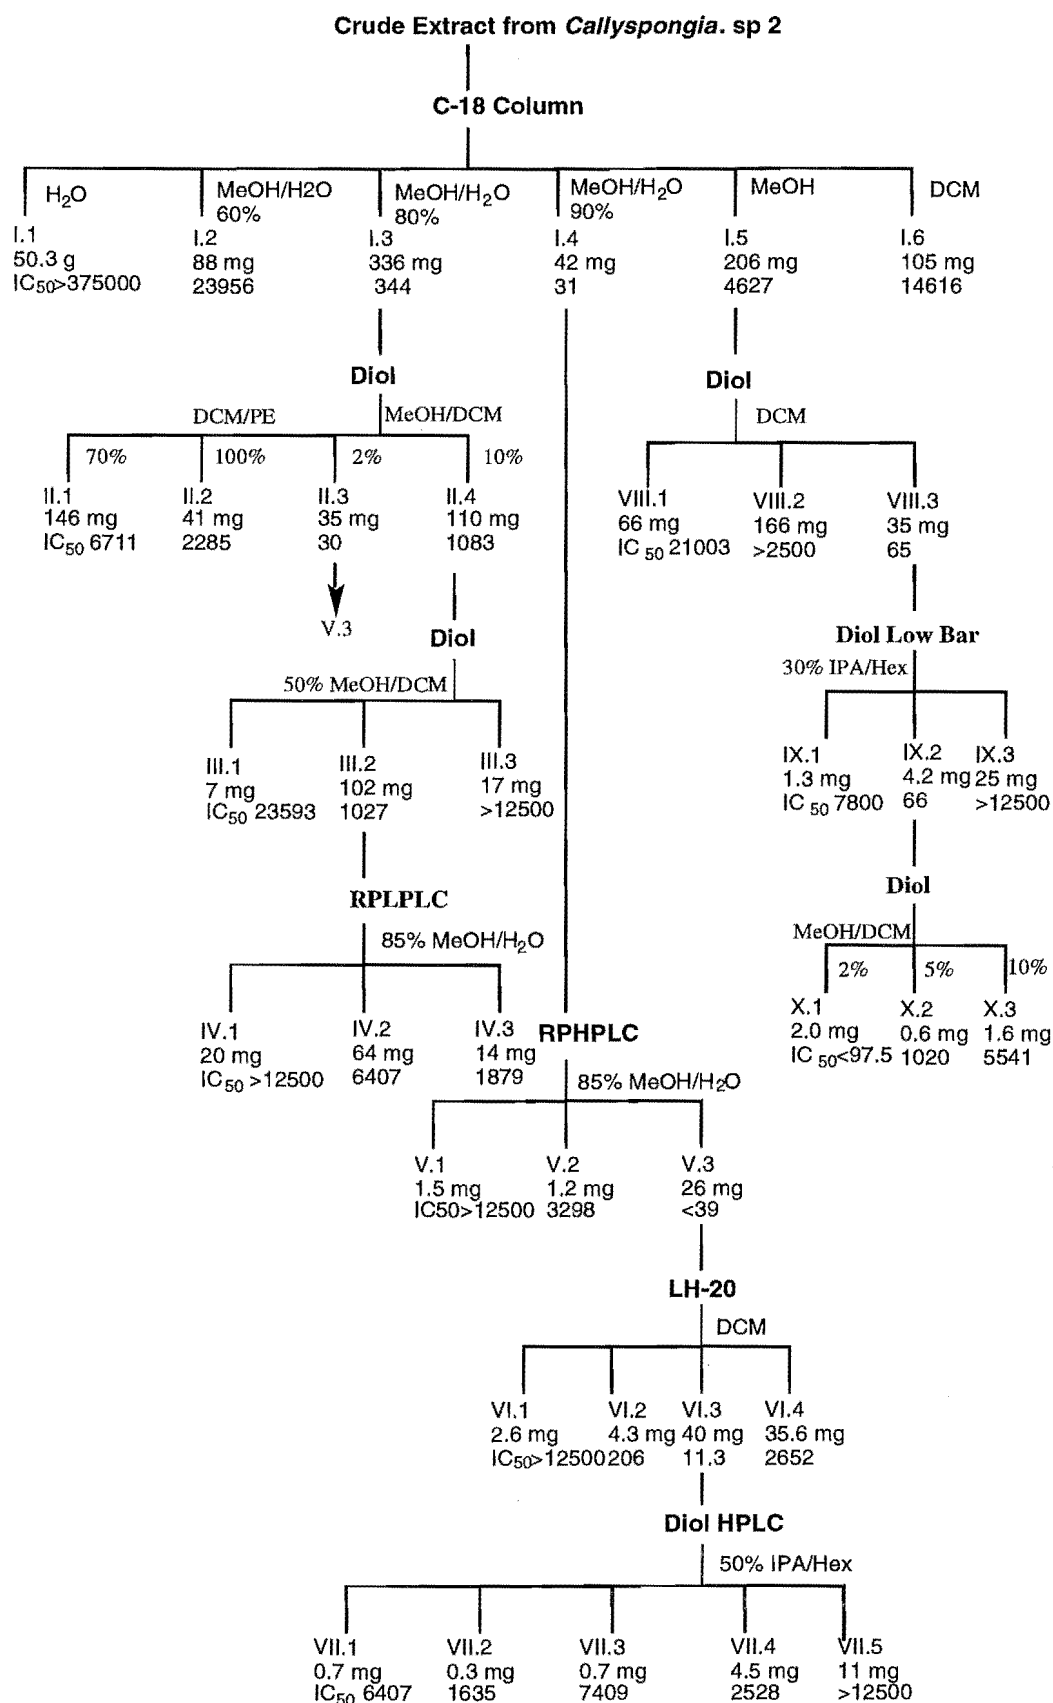 Crude Extract from Callyspongia. sp 2
C-18 Column
H2O
MeOH/H2O
60%
MeOH/H2O
80%
MeOH/H2O
90%
MeOH
DCM
I.1
50.3 g
IC50>375000
I.2
88 mg
23956
I.3
336 mg
344
I.4
42 mg
31
I.5
206 mg
4627
I.6
105 mg
14616
Diol
DCM/PE
MeOH/DCM
70%
100%
2%
10%
II.1
146 mg
IC50 6711
II.2
41 mg
2285
II.3
35 mg
30
II.4
110 mg
1083
V.3
Diol
DCM
VIII.1
66 mg
IC 50 21003
VIII.2
166 mg
>2500
VIII.3
35 mg
65
Diol
50% MeOH/DCM
III.1
7 mg
IC50 23593
III.2
102 mg
1027
III.3
17 mg
>12500
Diol Low Bar
30% IPA/Hex
IX.1
1.3 mg
IC 50 7800
IX.2
4.2 mg
66
IX.3
25 mg
>12500
RPLPLC
85% MeOH/H2O
IV.1
20 mg
IC50 >12500
IV.2
64 mg
6407
IV.3
14 mg
1879
Diol
MeOH/DCM
2%
5%
10%
X.1
2.0 mg
IC 50<97.5
X.2
0.6 mg
1020
X.3
1.6 mg
5541
RPHPLC
85% MeOH/H2O
V.1
1.5 mg
IC50>12500
V.2
1.2 mg
3298
V.3
26 mg
<39
LH-20
DCM
VI.1
2.6 mg
IC50>12500
VI.2
4.3 mg
206
VI.3
40 mg
11.3
VI.4
35.6 mg
2652
Diol HPLC
50% IPA/Hex
VII.1
0.7 mg
IC50 6407
VII.2
0.3 mg
1635
VII.3
0.7 mg
7409
VII.4
4.5 mg
2528
VII.5
11 mg
>12500